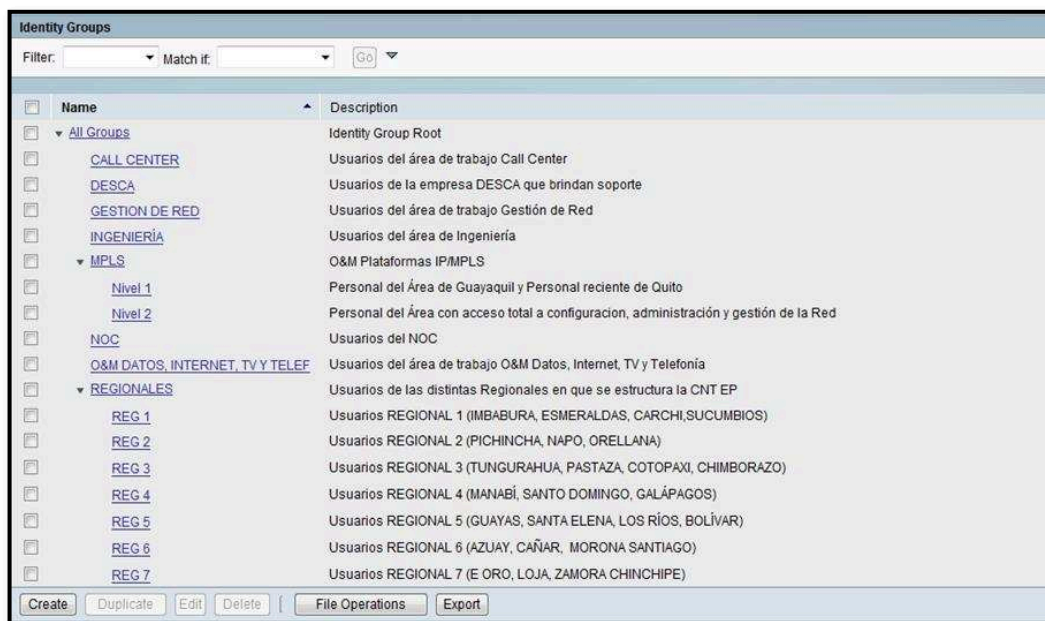 Identity Groups
Filter: Match if: Go
Name Description
All Groups Identity Group Root
CALL CENTER Usuarios del área de trabajo Call Center
DESCA Usuarios de la empresa DESCA que brindan soporte
GESTION DE RED Usuarios del área de trabajo Gestión de Red
INGENIERÍA Usuarios del área de Ingeniería
MPLS O&M Plataformas IP/MPLS
Nivel 1 Personal del Área de Guayaquil y Personal reciente de Quito
Nivel 2 Personal del Área con acceso total a configuracion, administración y gestión de la Red
NOC Usuarios del NOC
O&M DATOS, INTERNET, TV Y TELEF Usuarios del área de trabajo O&M Datos, Internet, TV y Telefonía
REGIONALES Usuarios de las distintas Regionales en que se estructura la CNT EP
REG 1 Usuarios REGIONAL 1 (IMBABURA, ESMERALDAS, CARCHI,SUCUMBIOS)
REG 2 Usuarios REGIONAL 2 (PICHINCHA, NAPO, ORELLANA)
REG 3 Usuarios REGIONAL 3 (TUNGURAHUA, PASTAZA, COTOPAXI, CHIMBORAZO)
REG 4 Usuarios REGIONAL 4 (MANABÍ, SANTO DOMINGO, GALÁPAGOS)
REG 5 Usuarios REGIONAL 5 (GUAYAS, SANTA ELENA, LOS RÍOS, BOLÍVAR)
REG 6 Usuarios REGIONAL 6 (AZUAY, CAÑAR, MORONA SANTIAGO)
REG 7 Usuarios REGIONAL 7 (E ORO, LOJA, ZAMORA CHINCHIPE)
Create Duplicate Edit Delete | File Operations Export